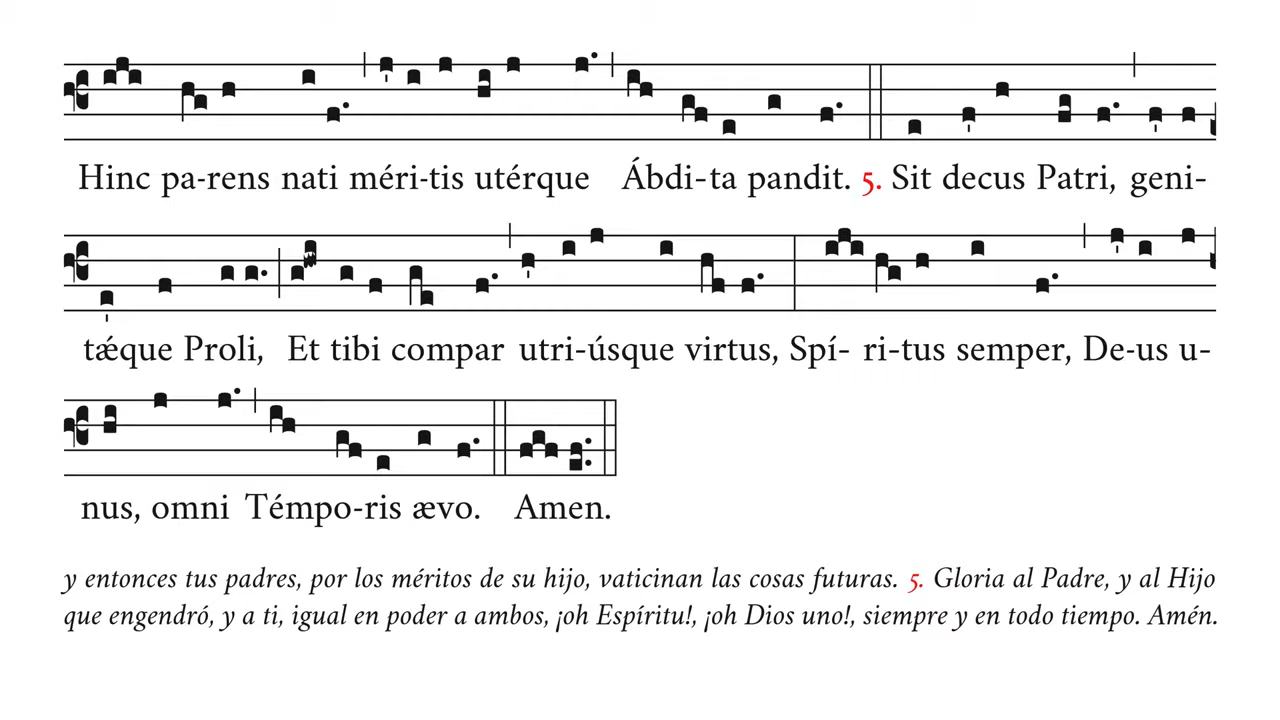 Hinc pa-rens nati méri-tis utérque Ábdi-ta pandit. 5. Sit decus Patri, geni-
tǽque Proli, Et tibi compar utri-úsque virtus, Spí- ri-tus semper, De-us u-
nus, omni Témpo-ris ævo. Amen.
y entonces tus padres, por los méritos de su hijo, vaticinan las cosas futuras. 5. Gloria al Padre, y al Hijo
que engendró, y a ti, igual en poder a ambos, ¡oh Espíritu!, ¡oh Dios uno!, siempre y en todo tiempo. Amén.